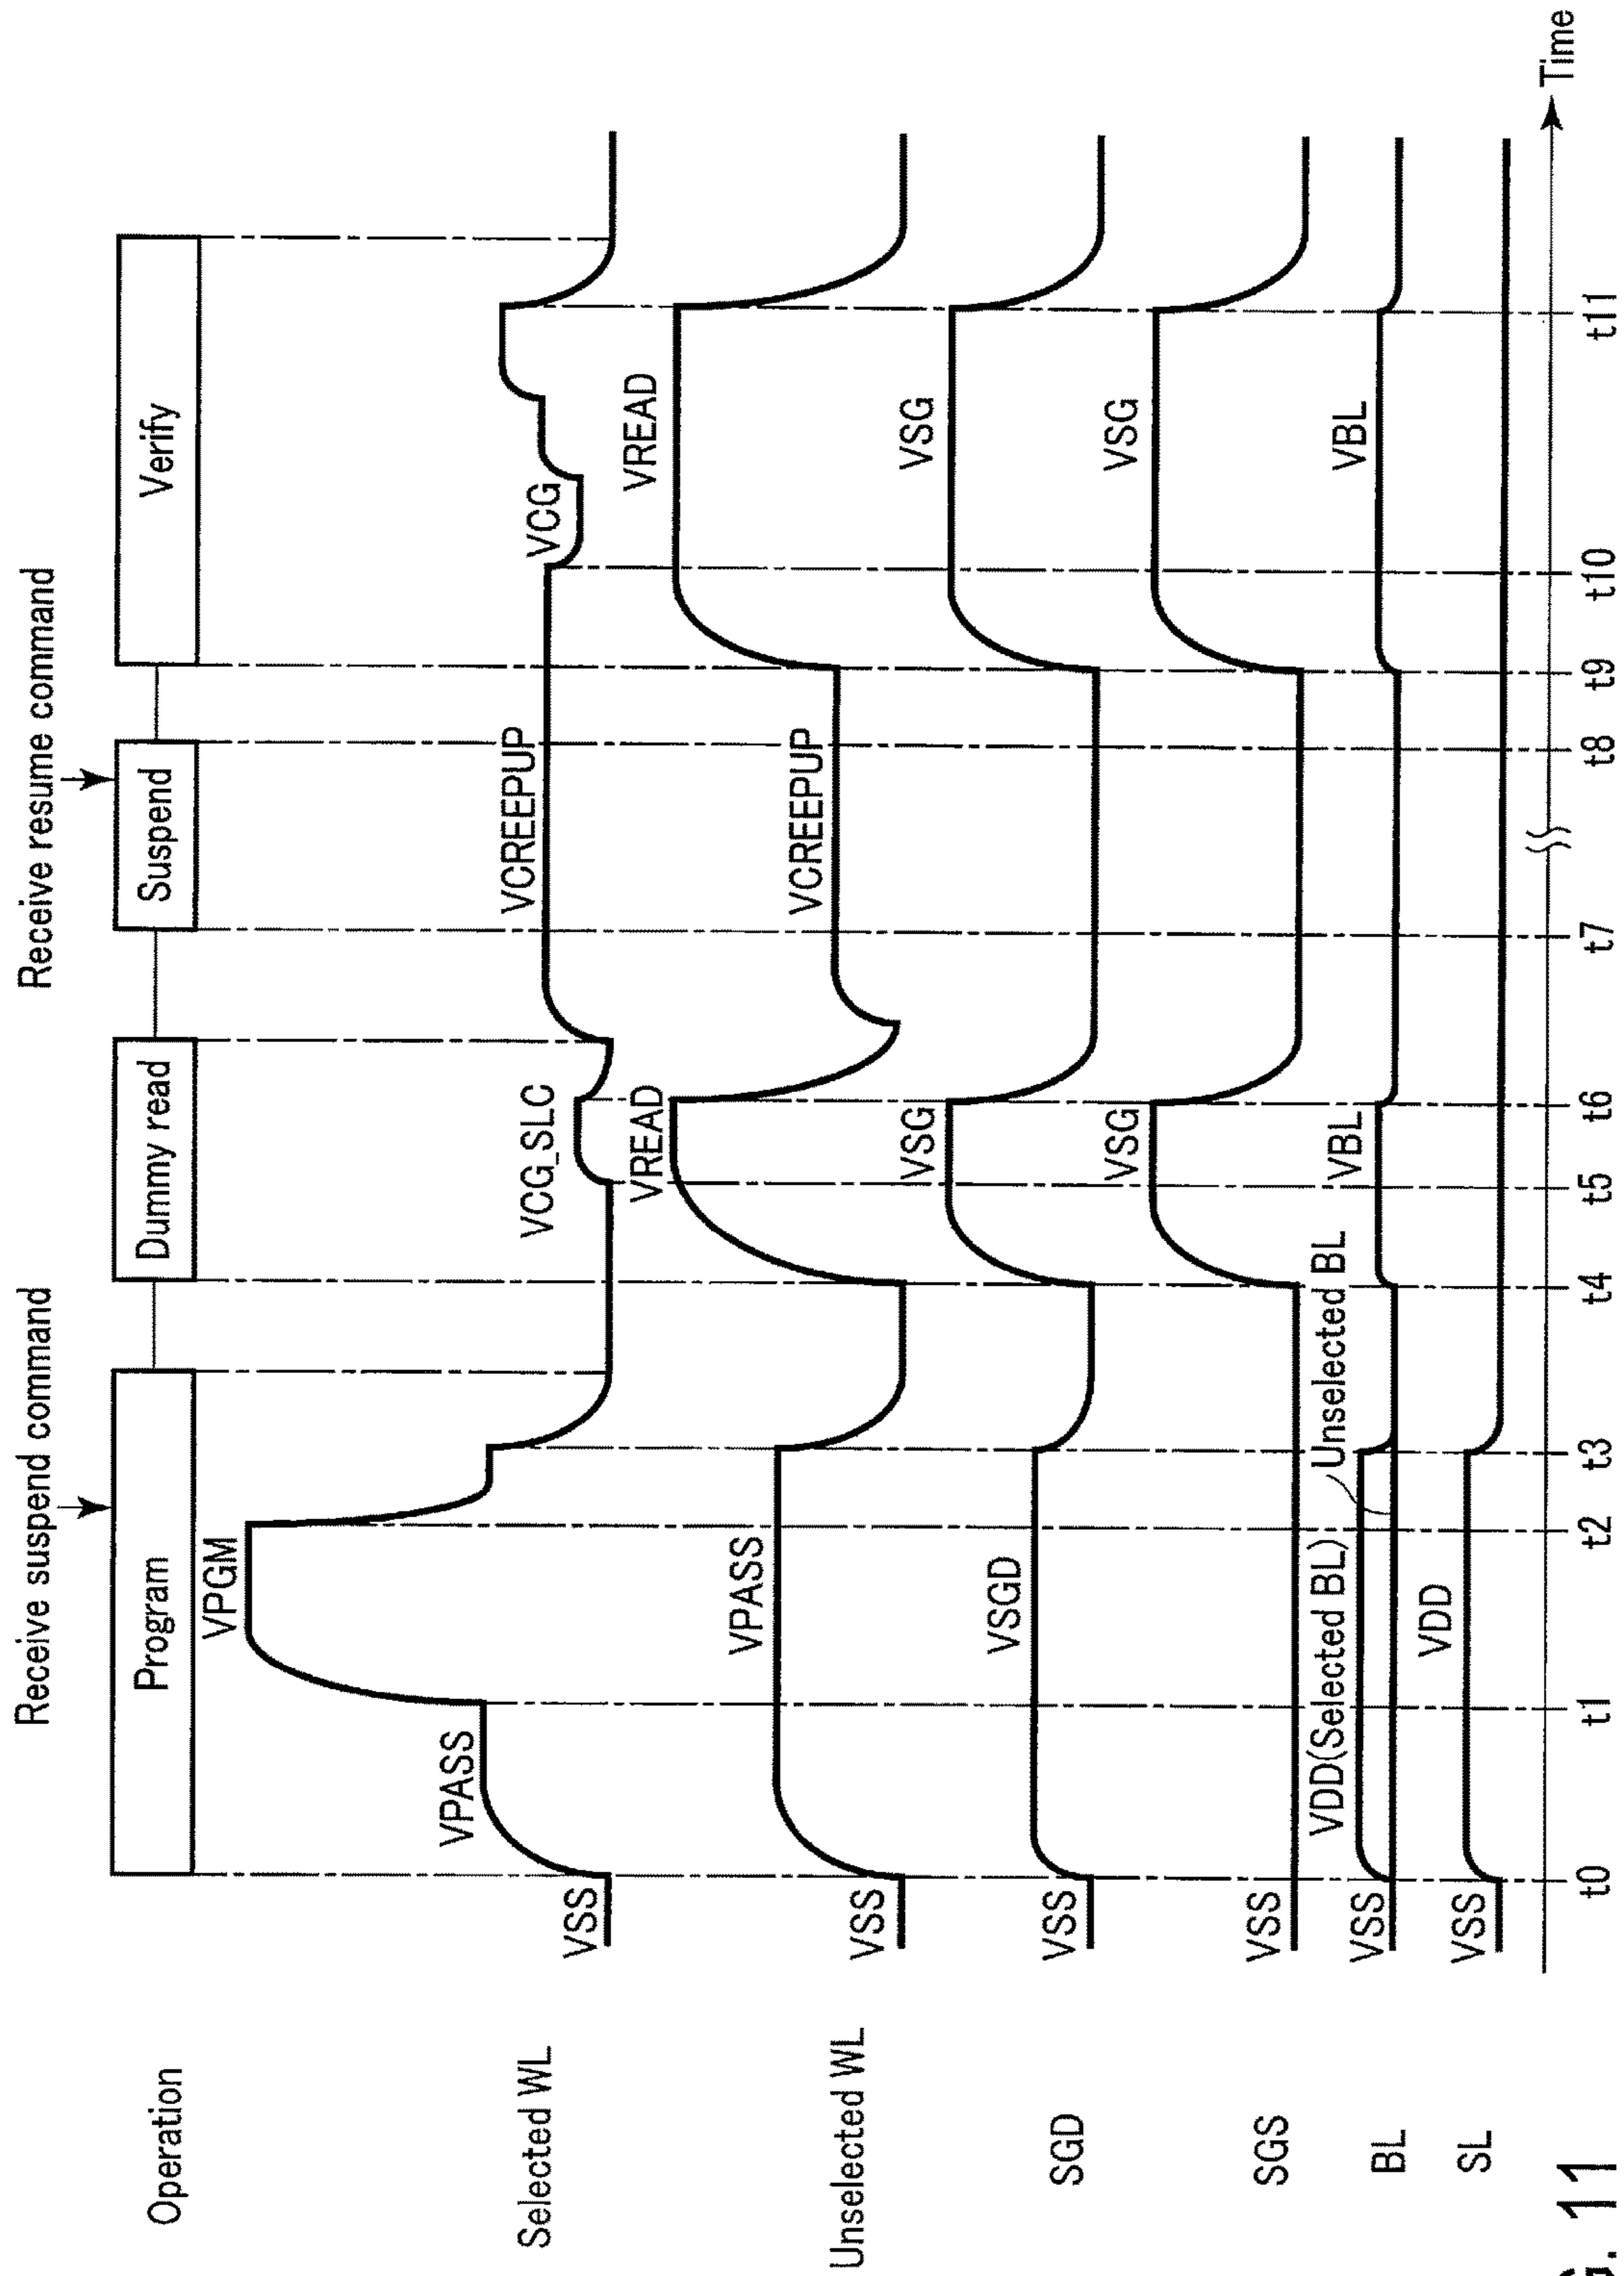 Receive suspend command
Receive resume command
Operation
Program
Dummy read
Suspend
Verify
Selected WL
VSS
VPASS
VPGM
VCG_SLC
VCREEPUP
VCG
Unselected WL
VSS
VPASS
VREAD
VCREEPUP
VREAD
SGD
VSS
VSGD
VSG
VSG
SGS
VSS
VSG
VSG
BL
VSS
VDD(Selected BL)
Unselected BL
VBL
VBL
SL
VSS
VDD
t0 t1 t2 t3 t4 t5 t6 t7 t8 t9 t10 t11
Time
G. 11